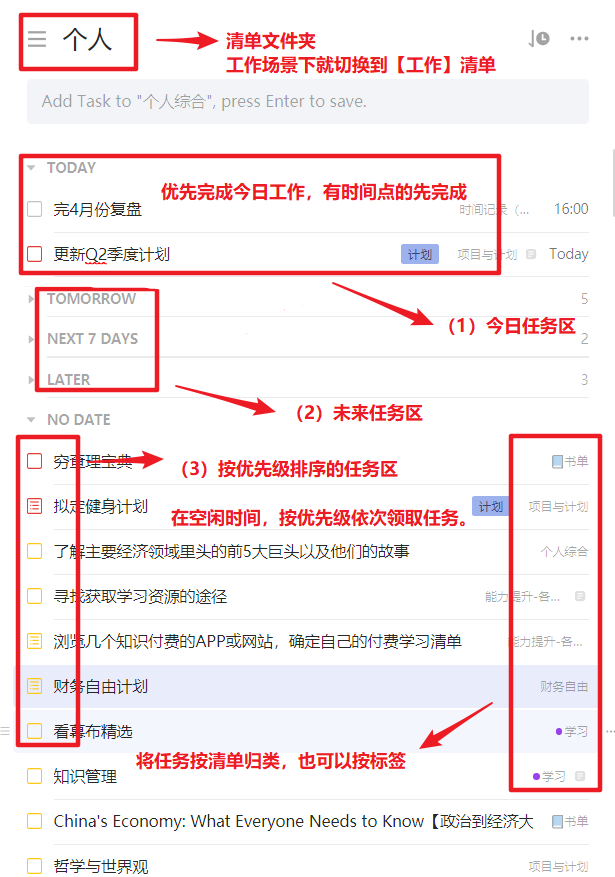 个人
清单文件夹
工作场景下就切换到【工作】清单
Add Task to "个人综合", press Enter to save.
TODAY
优先完成今日工作，有时间点的先完成
完4月份复盘 时间记录（... 16:00
更新Q2季度计划 计划 项目与计划 Today
TOMORROW 5
（1）今日任务区
NEXT 7 DAYS 2
LATER 3
（2）未来任务区
NO DATE
穷查理宝典 书单
（3）按优先级排序的任务区
拟定健身计划 计划 项目与计划
在空闲时间，按优先级依次领取任务。
了解主要经济领域里头的前5大巨头以及他们的故事 个人综合
寻找获取学习资源的途径 能力提升-各...
浏览几个知识付费的APP或网站，确定自己的付费学习清单 能力提升-各...
财务自由计划 财务自由
看幕布精选 学习
将任务按清单归类，也可以按标签
知识管理 学习
China's Economy: What Everyone Needs to Know【政治到经济大 书单
哲学与世界观 项目与计划